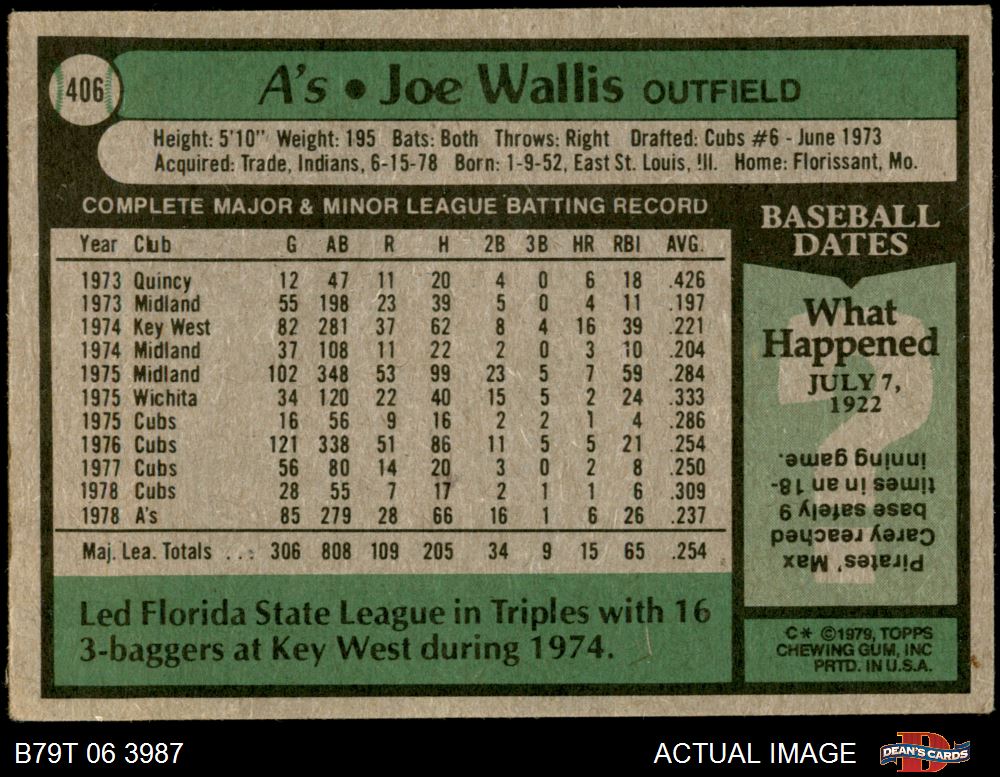 406
A's • Joe Wallis OUTFIELD
Height: 5'10" Weight: 195 Bats: Both Throws: Right Drafted: Cubs #6 - June 1973
Acquired: Trade, Indians, 6-15-78 Born: 1-9-52, East St. Louis, Ill. Home: Florissant, Mo.
COMPLETE MAJOR & MINOR LEAGUE BATTING RECORD
Year Club G AB R H 2B 3B HR RBI AVG.
1973 Quincy 12 47 11 20 4 0 6 18 .426
1973 Midland 55 198 23 39 5 0 4 11 .197
1974 Key West 82 281 37 62 8 4 16 39 .221
1974 Midland 37 108 11 22 2 0 3 10 .204
1975 Midland 102 348 53 99 23 5 7 59 .284
1975 Wichita 34 120 22 40 15 5 2 24 .333
1975 Cubs 16 56 9 16 2 2 1 4 .286
1976 Cubs 121 338 51 86 11 5 5 21 .254
1977 Cubs 56 80 14 20 3 0 2 8 .250
1978 Cubs 28 55 7 17 2 1 1 6 .309
1978 A's 85 279 28 66 16 1 6 26 .237
Maj. Lea. Totals . . . 306 808 109 205 34 9 15 65 .254
Led Florida State League in Triples with 16
3-baggers at Key West during 1974.
BASEBALL
DATES
What
Happened
JULY 7,
1922
?
Pirates' Max
Carey reached
base safely 9
times in an 18-
inning game.
C* ©1979, TOPPS
CHEWING GUM, INC
PRTD. IN U.S.A.
B79T 06 3987
ACTUAL IMAGE
D
DEAN'S CARDS